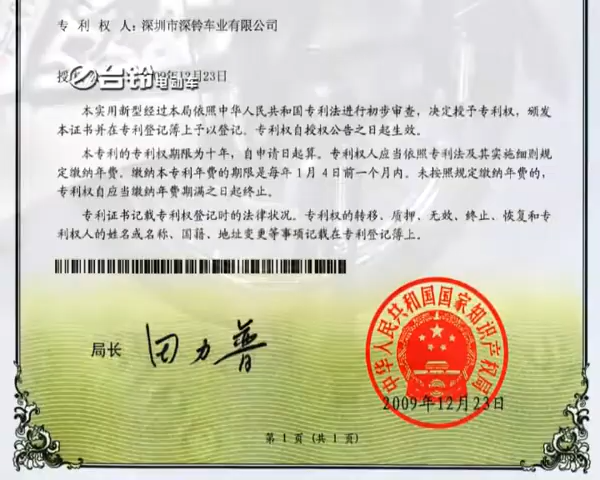 专 利 权 人：深圳市深铃车业有限公司
授
台铃电动车
09年12月23日
本实用新型经过本局依照中华人民共和国专利法进行初步审查，决定授予专利权，颁发
本证书并在专利登记簿上予以登记。专利权自授权公告之日起生效。
本专利的专利权期限为十年，自申请日起算。专利权人应当依照专利法及其实施细则规
定缴纳年费。缴纳本专利年费的期限是每年 1 月 4 日前一个月内。未按照规定缴纳年费的，
专利权自应当缴纳年费期满之日起终止。
专利证书记载专利权登记时的法律状况。专利权的转移、质押、无效、终止、恢复和专
利权人的姓名或名称、国籍、地址变更等事项记载在专利登记簿上。
局长
田力普
中华人民共和国国家知识产权局
2009年12月23日
第 1 页 (共 1 页)